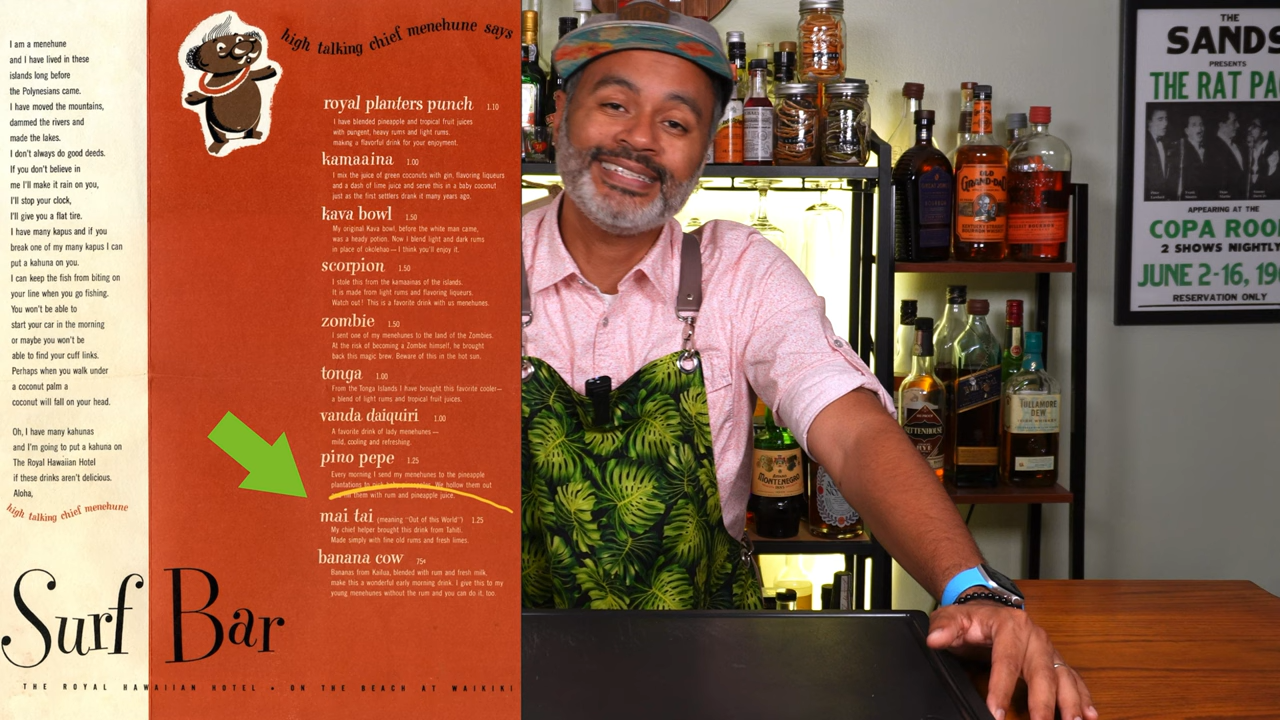 I am a menehune
and I have lived in these
islands long before
the Polynesians came.
I have moved the mountains,
dammed the rivers and
made the lakes.
I don't always do good deeds.
If you don't believe in
me I'll make it rain on you,
I'll stop your clock,
I'll give you a flat tire.
I have many kapus and if you
break one of my many kapus I can
put a kahuna on you.
I can keep the fish from biting on
your line when you go fishing.
You won't be able to
start your car in the morning
or maybe you won't be
able to find your cuff links.
Perhaps when you walk under
a coconut palm a
coconut will fall on your head.
Oh, I have many kahunas
and I'm going to put a kahuna on
The Royal Hawaiian Hotel
if these drinks aren't delicious.
Aloha,
high talking chief menehune
high talking chief menehune says
royal planters punch 1.10
I have blended pineapple and tropical fruit juices
with pungent, heavy rums and light rums.
making a flavorful drink for your enjoyment.
kamaaina 1.00
I mix the juice of green coconuts with gin, flavoring liqueurs
and a dash of lime juice and serve this in a baby coconut
just as the first settlers drank it many years ago.
kava bowl 1.50
My original Kava bowl, before the white man came,
was a heady potion. Now I blend light and dark rums
in place of okolehao—I think you'll enjoy it.
scorpion 1.50
I stole this from the kamaainas of the islands.
It is made from light rums and flavoring liqueurs.
Watch out! This is a favorite drink with us menehunes.
zombie 1.50
I sent one of my menehunes to the land of the Zombies.
At the risk of becoming a Zombie himself, he brought
back this magic brew. Beware of this in the hot sun.
tonga 1.00
From the Tonga Islands I have brought this favorite cooler—
a blend of light rums and tropical fruit juices.
vanda daiquiri 1.00
A favorite drink of lady menehunes—
mild, cooling and refreshing.
pino pepe 1.25
Every morning I send my menehunes to the pineapple
plantations to pick baby pineapples. We hollow them out
and fill them with rum and pineapple juice.
mai tai (meaning "Out of this World") 1.25
My chief helper brought this drink from Tahiti.
Made simply with fine old rums and fresh limes.
banana cow 75¢
Bananas from Kailua, blended with rum and fresh milk,
make this a wonderful early morning drink. I give this to my
young menehunes without the rum and you can do it, too.
Surf Bar
THE ROYAL HAWAIIAN HOTEL • ON THE BEACH AT WAIKIKI
THE
SANDS
PRESENTS
THE RAT PA
APPEARING AT THE
COPA ROO
2 SHOWS NIGHTLY
JUNE 2-16, 19
RESERVATION ONLY
OLD
GRAND-DAD
BULLEIT BOURBON
RITTENHOUSE
RYE
TULLAMORE
DEW
MONTENEGRO